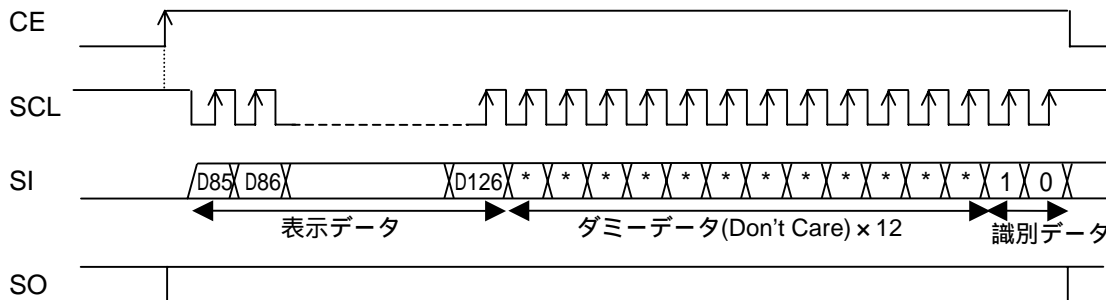 CE
SCL
SI D85 D86 D126 * * * * * * * * * * * * 1 0
表示データ ダミーデータ(Don't Care) × 12 識別データ
SO